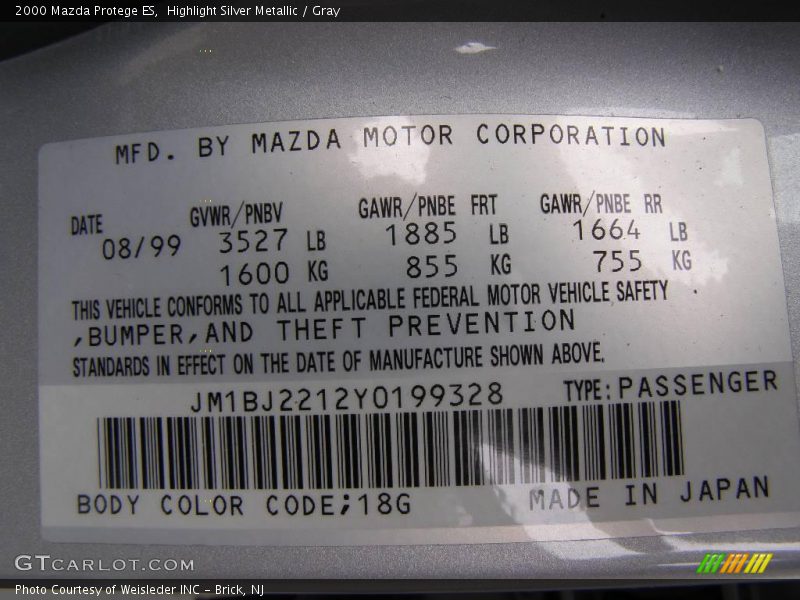 2000 Mazda Protege ES,  Highlight Silver Metallic / Gray
MFD. BY MAZDA MOTOR CORPORATION
DATE GVWR/PNBV GAWR/PNBE FRT GAWR/PNBE RR
08/99 3527 LB 1885 LB 1664 LB
1600 KG 855 KG 755 KG
THIS VEHICLE CONFORMS TO ALL APPLICABLE FEDERAL MOTOR VEHICLE SAFETY
,BUMPER,AND THEFT PREVENTION
STANDARDS IN EFFECT ON THE DATE OF MANUFACTURE SHOWN ABOVE.
JM1BJ2212Y0199328 TYPE:PASSENGER
BODY COLOR CODE;18G MADE IN JAPAN
GTCARLOT.COM
Photo Courtesy of Weisleder INC - Brick, NJ